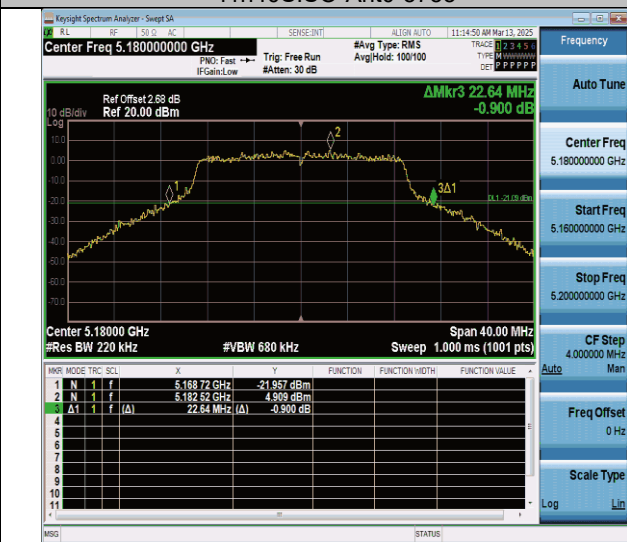 Keysight Spectrum Analyzer - Swept SA
RL RF 50 Ω AC SENSE:INT ALIGN AUTO 11:14:50 AM Mar 13, 2025
Center Freq 5.180000000 GHz
PNO: Fast
IFGain:Low
Trig: Free Run
#Atten: 30 dB
#Avg Type: RMS
Avg|Hold: 100/100
TRACE 1 2 3 4 5 6
TYPE M WWWWW
DET P P P P P P
ΔMkr3 22.64 MHz
-0.900 dB
Ref Offset 2.68 dB
10 dB/div Ref 20.00 dBm
Log
10.0
0.00
-10.0
-20.0
-30.0
-40.0
-50.0
-60.0
-70.0
1
2
3Δ1
DL1 -21.09 dBm
Center 5.18000 GHz Span 40.00 MHz
#Res BW 220 kHz #VBW 680 kHz Sweep 1.000 ms (1001 pts)
MKR MODE TRC SCL X Y FUNCTION FUNCTION WIDTH FUNCTION VALUE
1 N 1 f 5.168 72 GHz -21.957 dBm
2 N 1 f 5.182 52 GHz 4.909 dBm
3 Δ1 1 f (Δ) 22.64 MHz (Δ) -0.900 dB
4
5
6
7
8
9
10
11
MSG STATUS
Frequency
Auto Tune
Center Freq
5.180000000 GHz
Start Freq
5.160000000 GHz
Stop Freq
5.200000000 GHz
CF Step
4.000000 MHz
Auto Man
Freq Offset
0 Hz
Scale Type
Log Lin